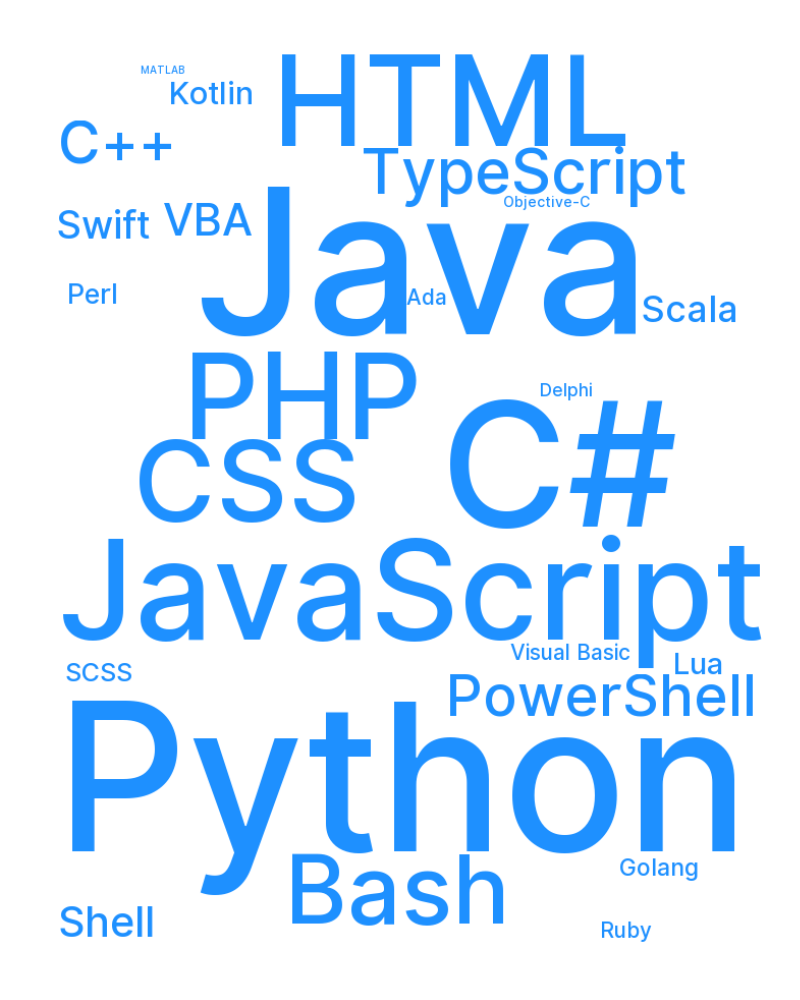 MATLAB
Kotlin
HTML
C++
TypeScript
Objective-C
Swift
VBA
Java
Perl
Ada
Scala
PHP
Delphi
C#
CSS
JavaScript
Visual Basic
Lua
SCSS
PowerShell
Python
Bash
Golang
Shell
Ruby